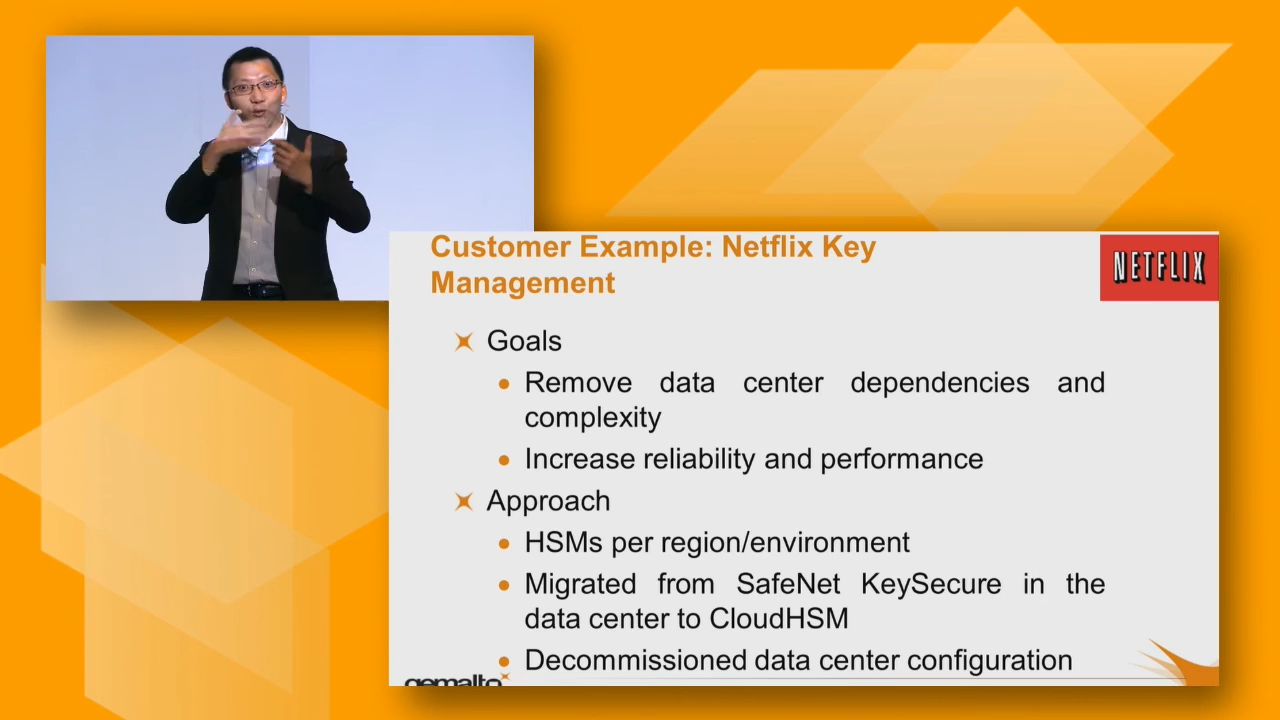 Customer Example: Netflix Key
Management
NETFLIX
Goals
Remove data center dependencies and
complexity
Increase reliability and performance
Approach
HSMs per region/environment
Migrated from SafeNet KeySecure in the
data center to CloudHSM
Decommissioned data center configuration
gemalto